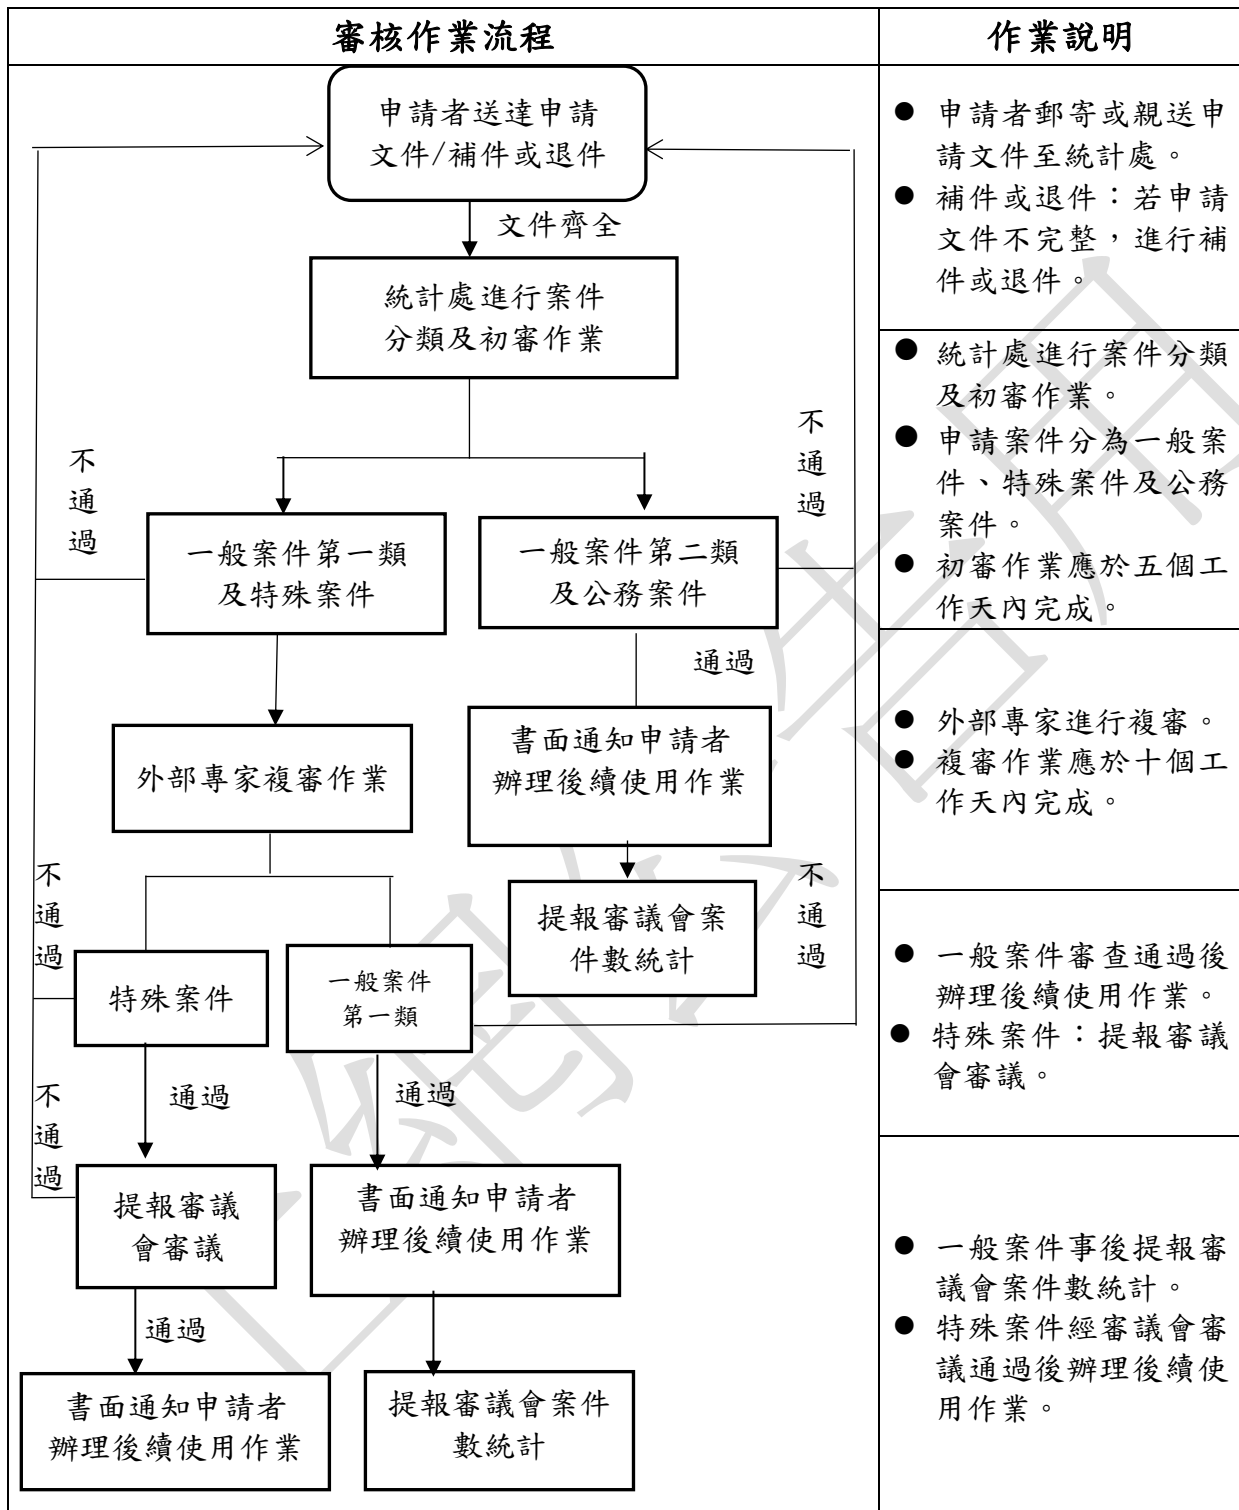 審核作業流程
作業說明
申請者送達申請
文件/補件或退件
文件齊全
統計處進行案件
分類及初審作業
不通過
不通過
一般案件第一類
及特殊案件
一般案件第二類
及公務案件
通過
外部專家複審作業
書面通知申請者
辦理後續使用作業
提報審議會案
件數統計
不通過
不通過
特殊案件
一般案件
第一類
通過
通過
不通過
提報審議
會審議
書面通知申請者
辦理後續使用作業
通過
書面通知申請者
辦理後續使用作業
提報審議會案件
數統計
● 申請者郵寄或親送申
請文件至統計處。
● 補件或退件：若申請
文件不完整，進行補
件或退件。
● 統計處進行案件分類
及初審作業。
● 申請案件分為一般案
件、特殊案件及公務
案件。
● 初審作業應於五個工
作天內完成。
● 外部專家進行複審。
● 複審作業應於十個工
作天內完成。
● 一般案件審查通過後
辦理後續使用作業。
● 特殊案件：提報審議
會審議。
● 一般案件事後提報審
議會案件數統計。
● 特殊案件經審議會審
議通過後辦理後續使
用作業。